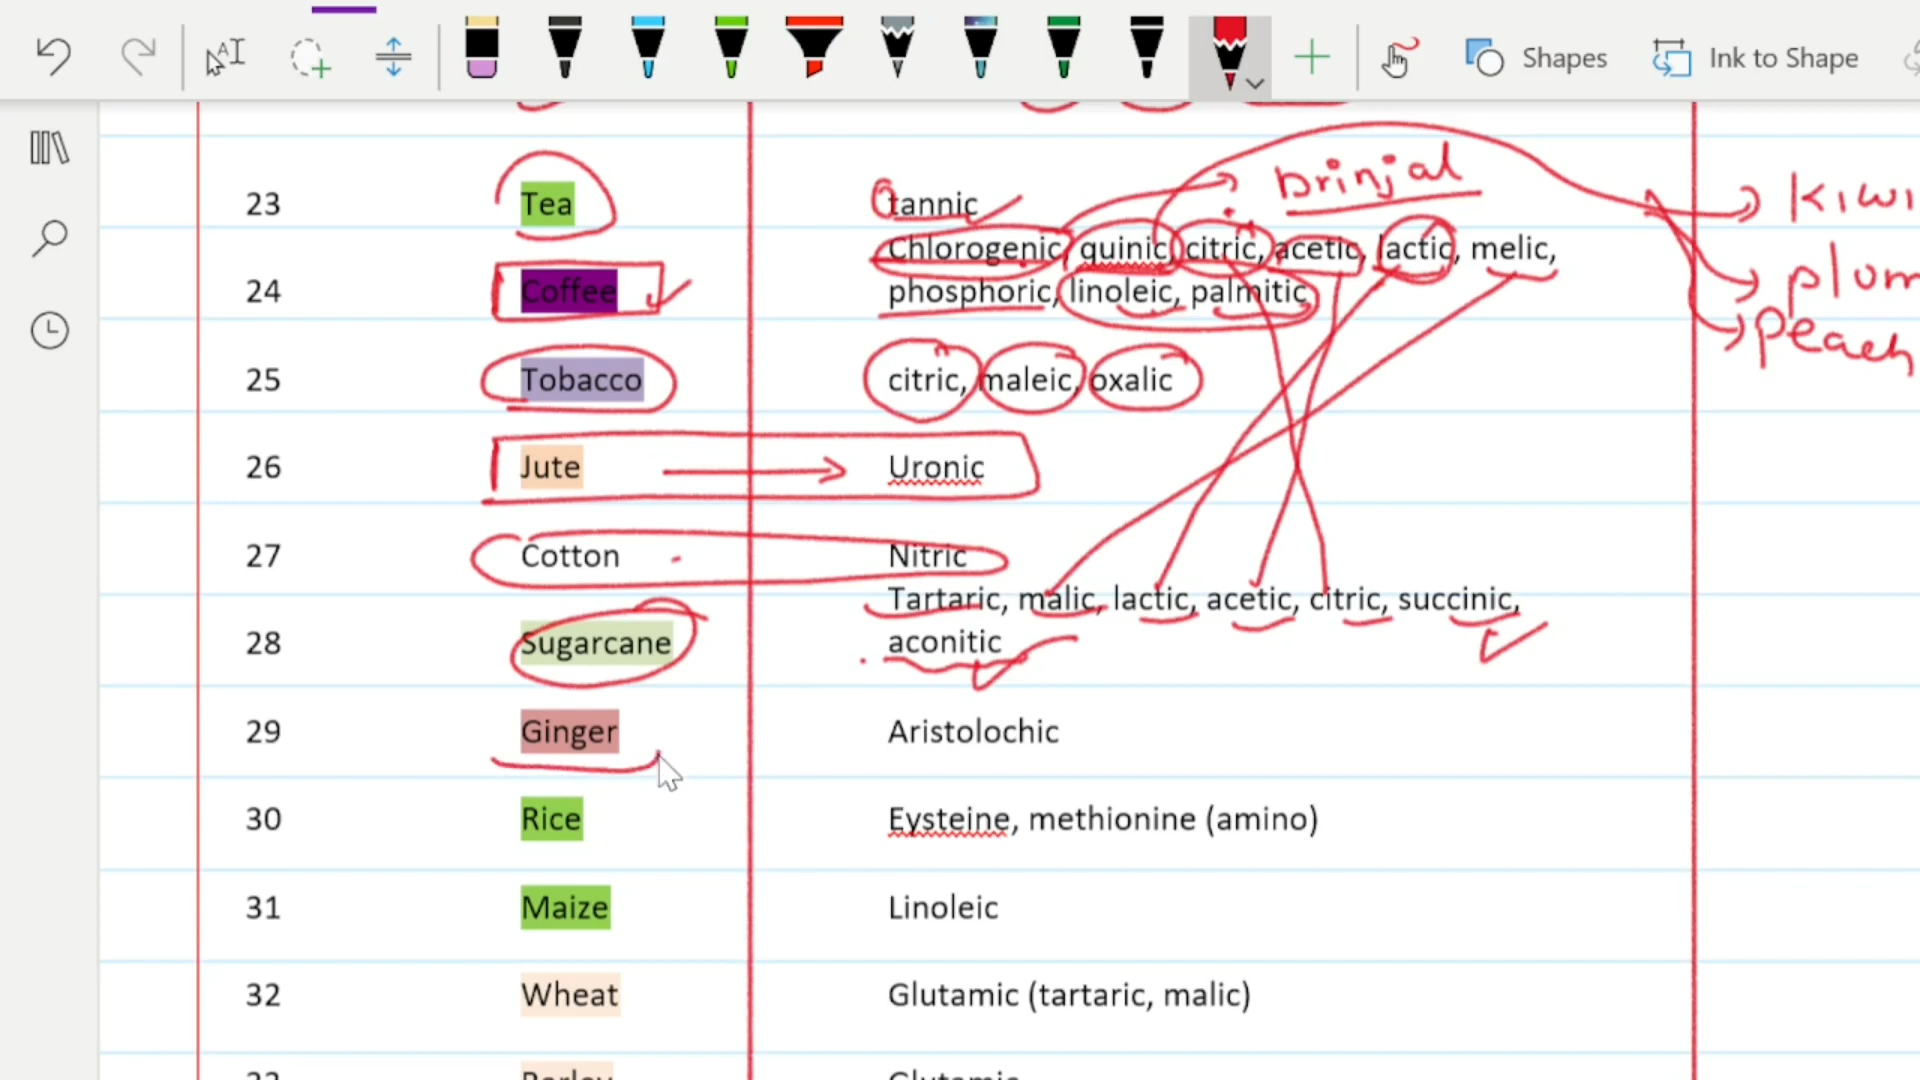 Shapes Ink to Shape
23 Tea tannic
Brinjal
Kiwi
Chlorogenic, quinic, citric, acetic, lactic, melic,
24 Coffee phosphoric, linoleic, palmitic
plum
Peach
25 Tobacco citric, maleic, oxalic
26 Jute Uronic
27 Cotton Nitric
Tartaric, malic, lactic, acetic, citric, succinic,
28 Sugarcane aconitic
29 Ginger Aristolochic
30 Rice Eysteine, methionine (amino)
31 Maize Linoleic
32 Wheat Glutamic (tartaric, malic)
33 Barley Glutamic